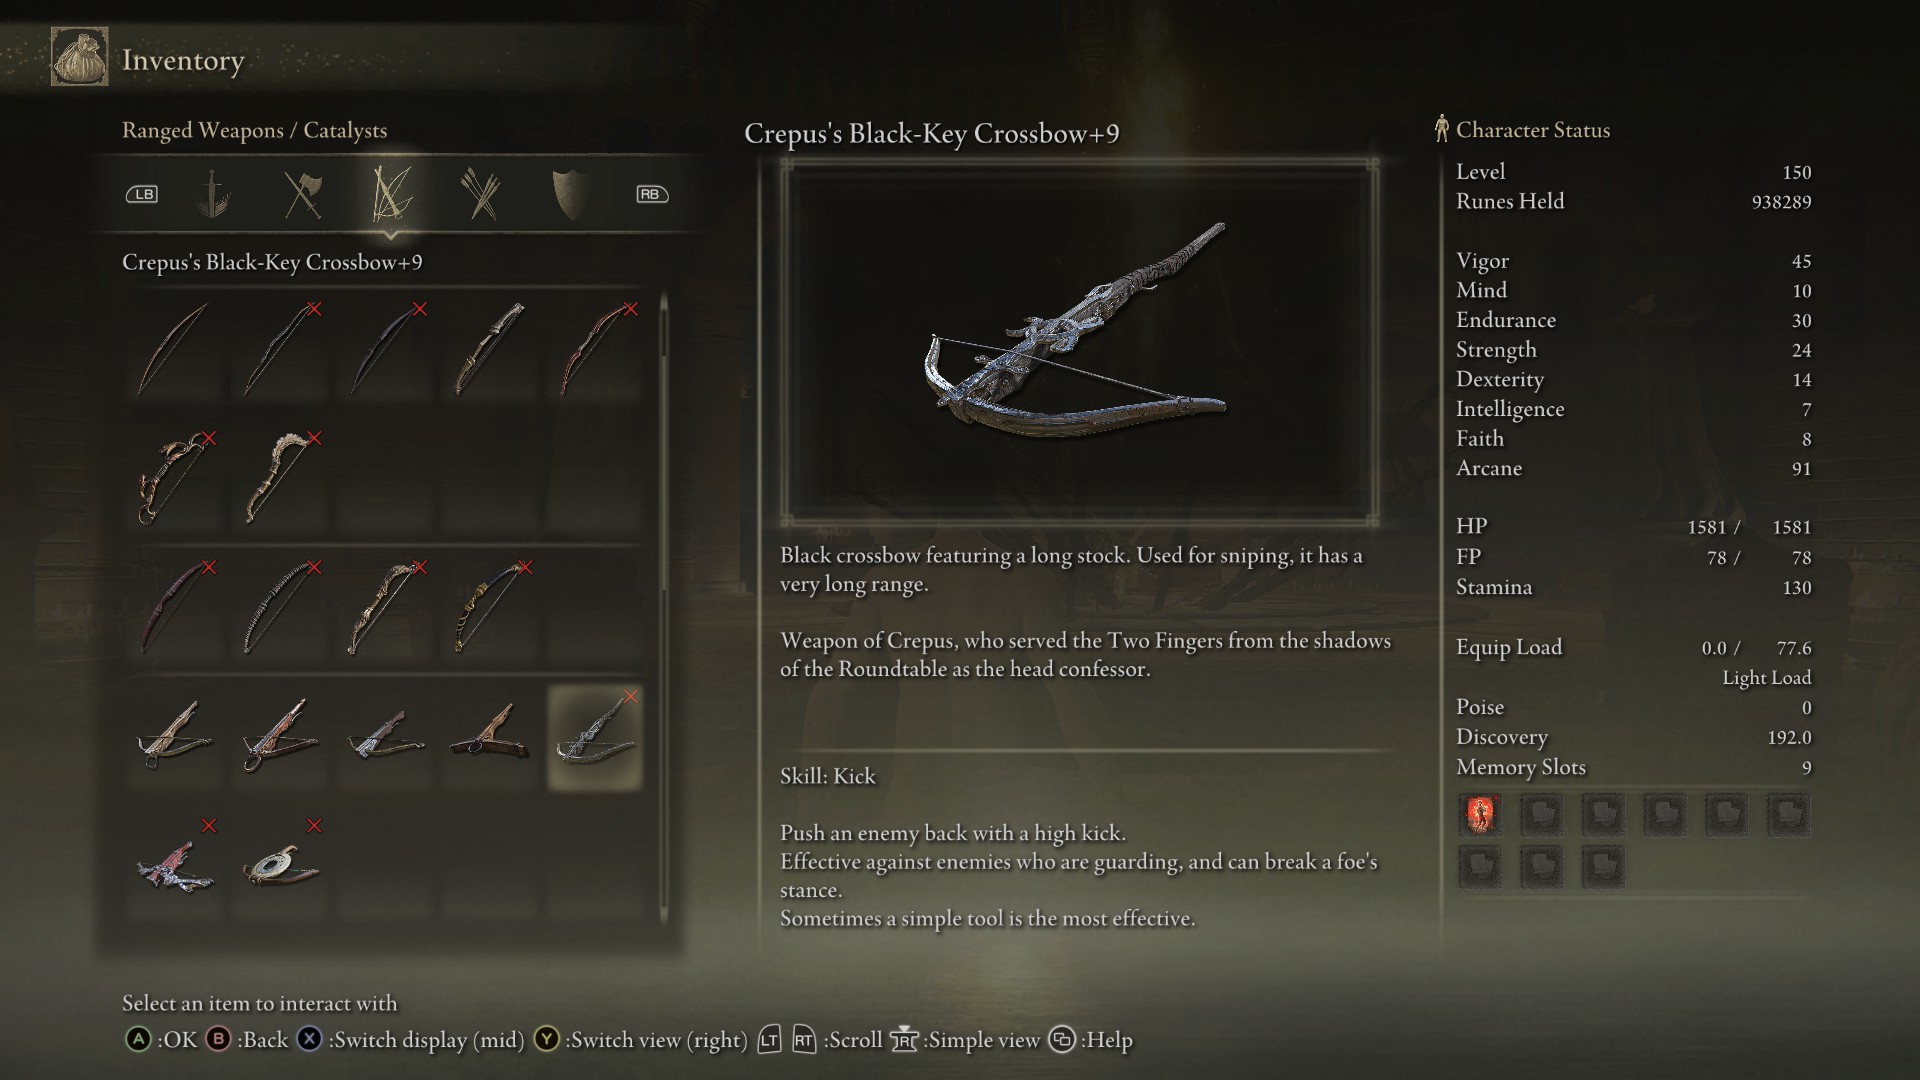 Inventory
Ranged Weapons / Catalysts
LB
RB
Crepus's Black-Key Crossbow+9
Crepus's Black-Key Crossbow+9
Black crossbow featuring a long stock. Used for sniping, it has a
very long range.
Weapon of Crepus, who served the Two Fingers from the shadows
of the Roundtable as the head confessor.
Skill: Kick
Push an enemy back with a high kick.
Effective against enemies who are guarding, and can break a foe's
stance.
Sometimes a simple tool is the most effective.
Character Status
Level 150
Runes Held 938289
Vigor 45
Mind 10
Endurance 30
Strength 24
Dexterity 14
Intelligence 7
Faith 8
Arcane 91
HP 1581 / 1581
FP 78 / 78
Stamina 130
Equip Load 0.0 / 77.6
Light Load
Poise 0
Discovery 192.0
Memory Slots 9
Select an item to interact with
A :OK B :Back X :Switch display (mid) Y :Switch view (right) LT RT :Scroll R :Simple view :Help